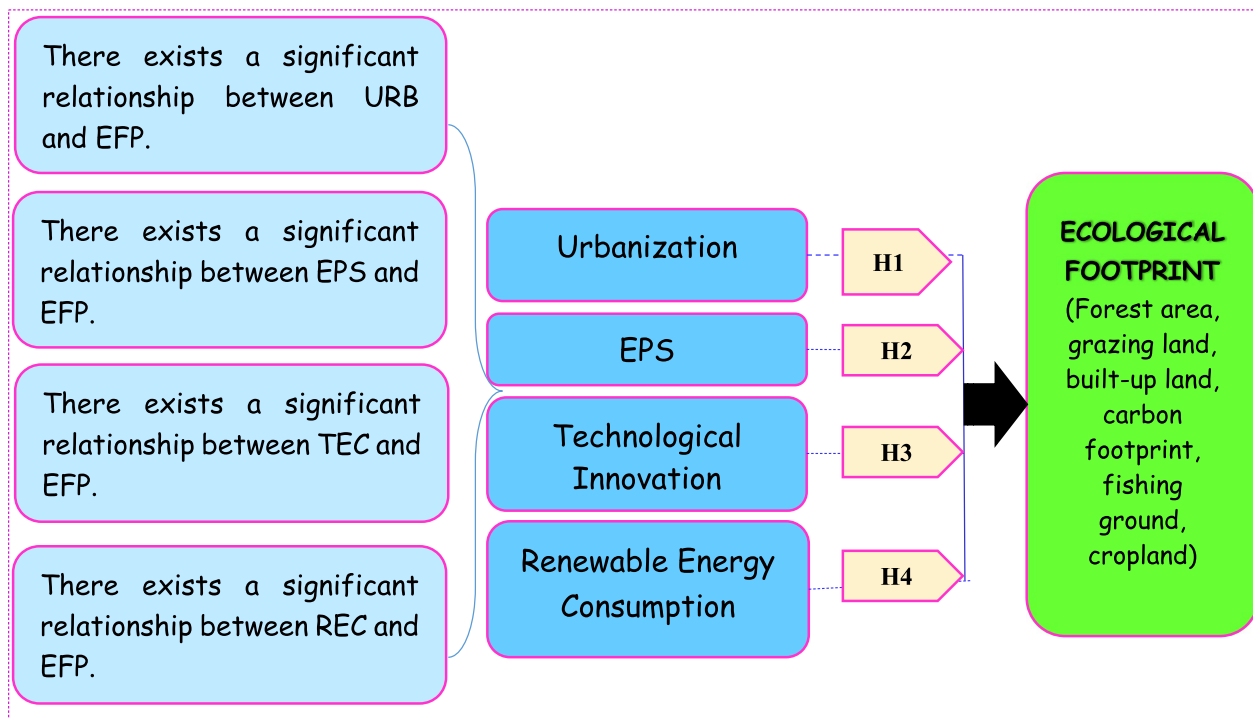 There exists a significant
relationship between URB
and EFP.
There exists a significant
relationship between EPS and
EFP.
There exists a significant
relationship between TEC and
EFP.
There exists a significant
relationship between REC and
EFP.
Urbanization
EPS
Technological
Innovation
Renewable Energy
Consumption
H1
H2
H3
H4
ECOLOGICAL
FOOTPRINT
(Forest area,
grazing land,
built-up land,
carbon
footprint,
fishing
ground,
cropland)